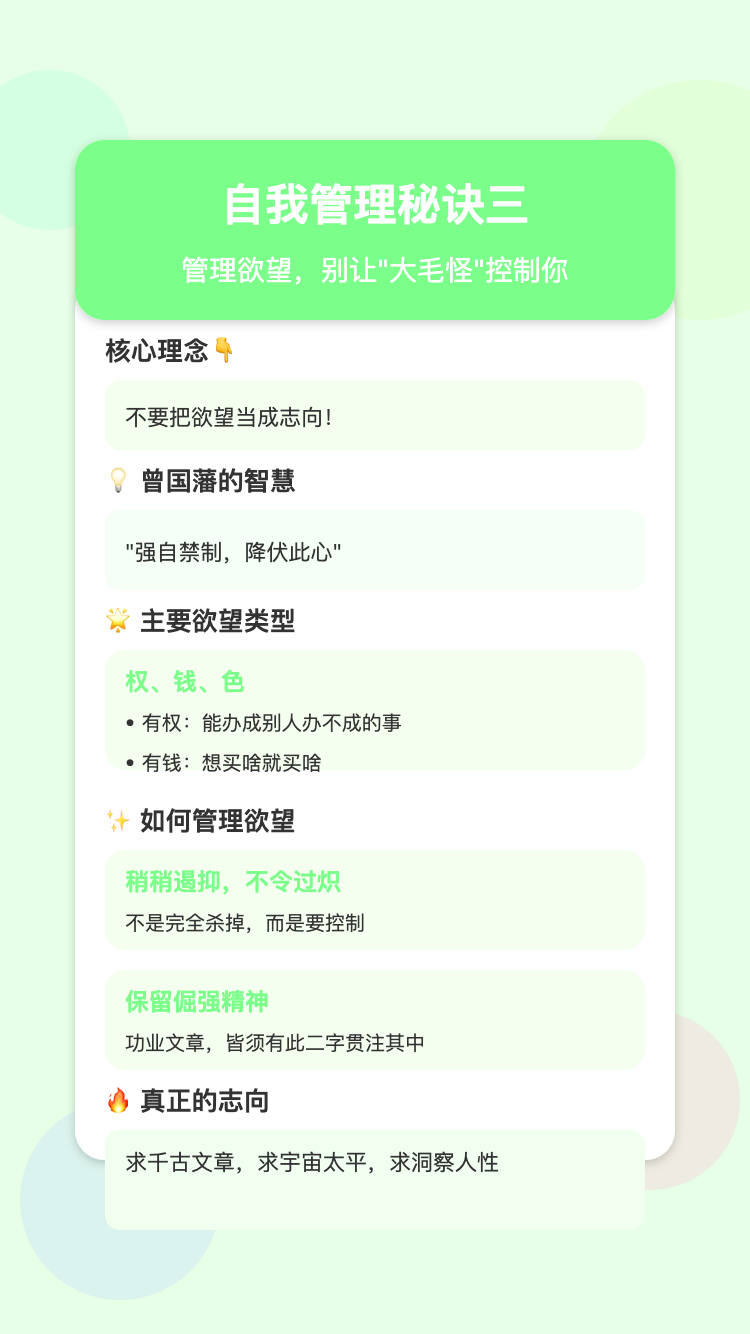 自我管理秘诀三
管理欲望，别让"大毛怪"控制你
核心理念👇
不要把欲望当成志向！
💡 曾国藩的智慧
"强自禁制，降伏此心"
🌟 主要欲望类型
权、钱、色
• 有权：能办成别人办不成的事
• 有钱：想买啥就买啥
✨ 如何管理欲望
稍稍遏抑，不令过炽
不是完全杀掉，而是要控制
保留倔强精神
功业文章，皆须有此二字贯注其中
🔥 真正的志向
求千古文章，求宇宙太平，求洞察人性